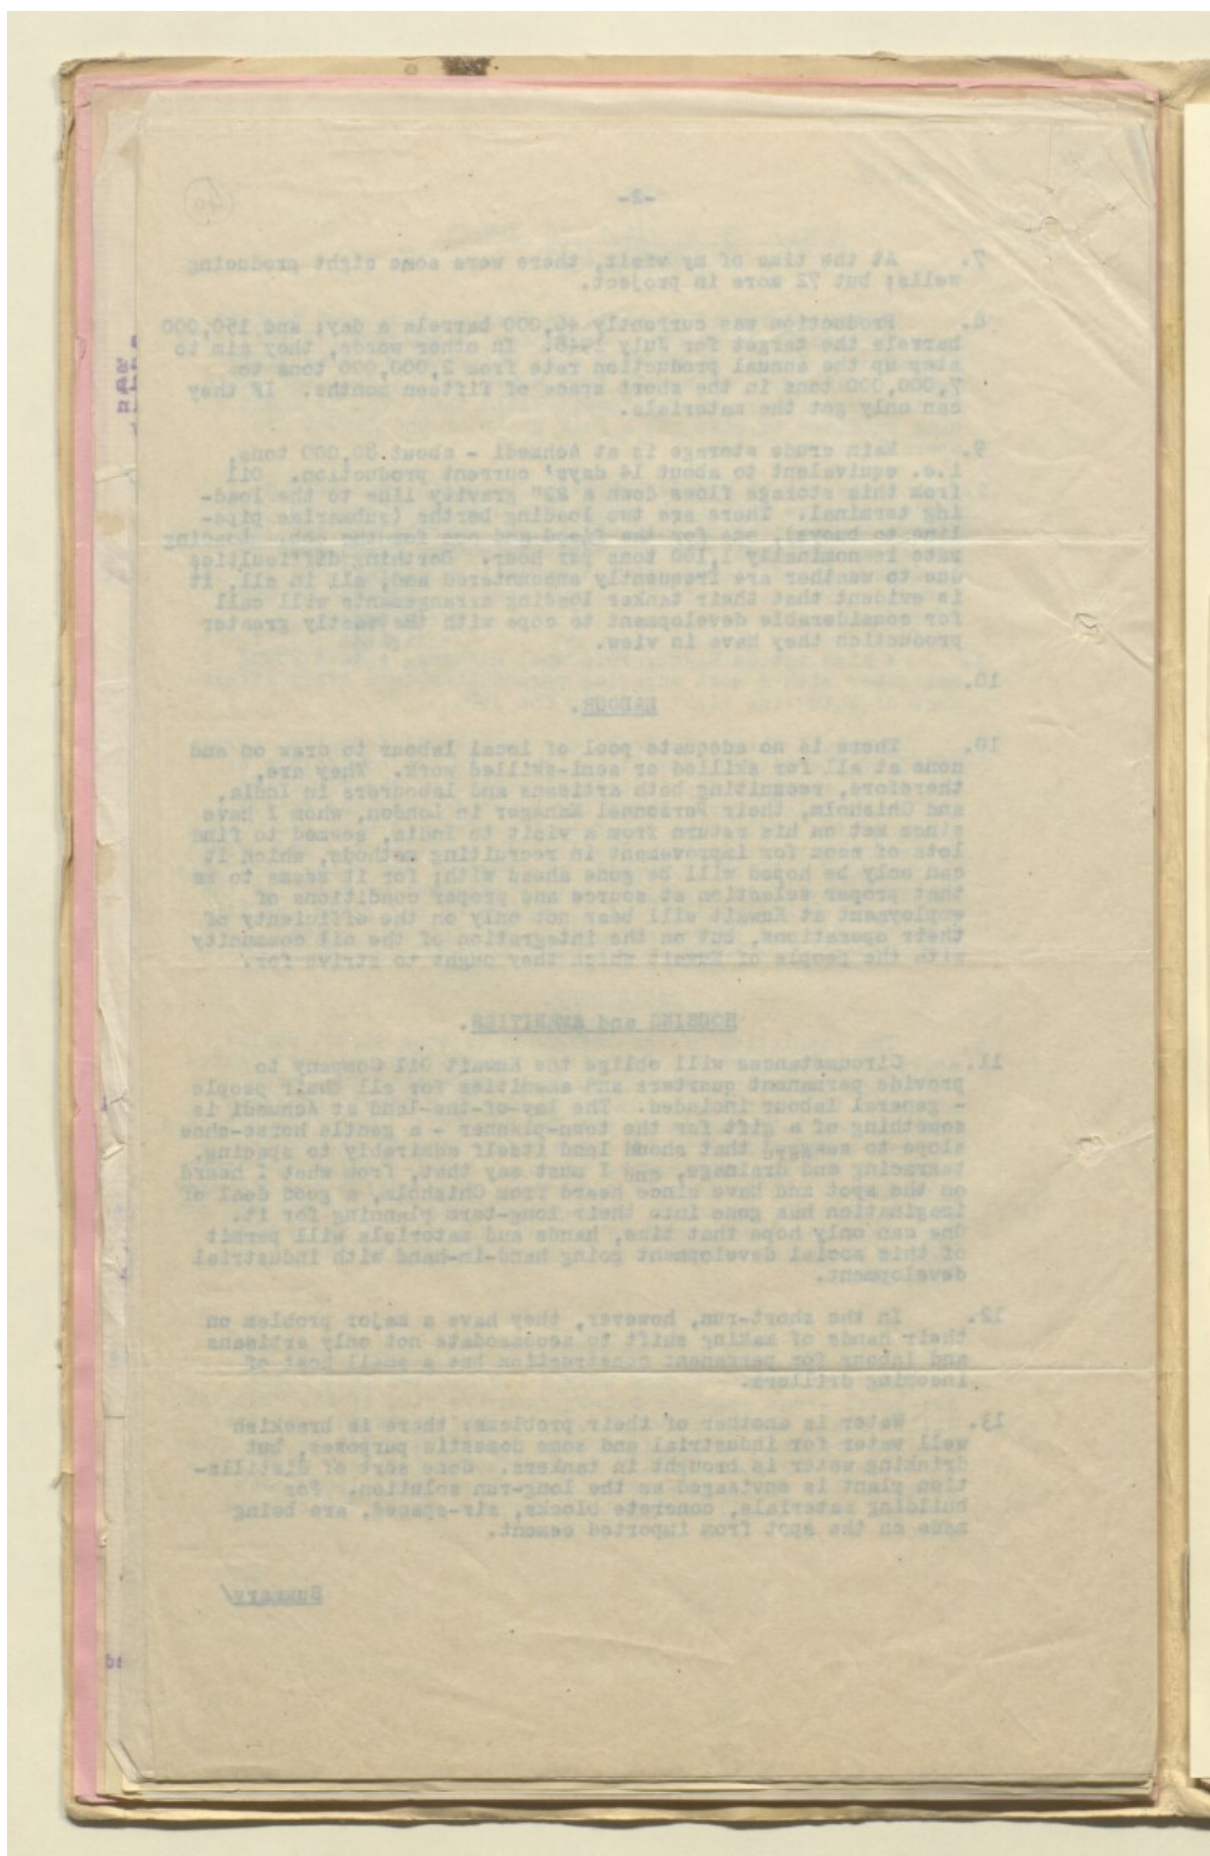 -2-
7. At the time of my visit, there were some eight producing
wells; but 72 more in project.
8. Production was currently 46,000 barrels a day; and 150,000
barrels the target for July 1948. In other words, they aim to
step up the annual production rate from 2,000,000 tons to
7,000,000 tons in the short space of fifteen months. IF they
can only get the materials.
9. Main crude storage is at Achmedi - about 80,000 tons,
i.e. equivalent to about 14 days' current production. Oil
from this storage flows down a 22" gravity line to the load-
ing terminal. There are two loading berths (submarine pipe-
line to buoys), one for the and one for the Loading
rate is nominally 1,100 tons per hour. Berthing difficulties
due to weather are frequently encountered and, all in all, it
is evident that their tanker loading arrangements will call
for considerable development to cope with the vastly greater
production they have in view.
10.
LABOUR.
10. There is no adequate pool of local labour to draw on and
none at all for skilled or semi-skilled work. They are,
therefore, recruiting both artisans and labourers in India,
and Chisholm, their Personnel Manager in London, whom I have
since met on his return from a visit to India, seemed to find
lots of room for improvement in recruiting methods, which it
can only be hoped will be gone ahead with; for it seems to me
that proper selection at source and proper conditions of
employment at Kuwait will bear not only on the efficienty of
their operations, but on the integration of the oil community
with the people of Kuwait which they ought to strive for.
HOUSING and AMENITIES.
11. Circumstances will oblige the Kuwait Oil Company to
provide permanent quarters and amenities for all their people
- general labour included. The lay-of-the-land at Achmedi is
something of a gift for the town-planner - a gentle horse-shoe
slope to seaward that should lend itself admirably to spacing,
terracing and drainage, and I must say that, from what I heard
on the spot and have since heard from Chisholm, a good deal of
imagination has gone into their long-term planning for it.
One can only hope that time, hands and materials will permit
of this social development going hand-in-hand with industrial
development.
12. In the short-run, however, they have a major problem on
their hands of making shift to accomodate not only artisans
and labour for permanent construction but a small host of
incoming drillers.
13. Water is another of their problems; there is brackish
well water for industrial and some domestic purposes, but
drinking water is brought in tankers. Some sort of distilla-
tion plant is envisaged as the long-run solution. For
building materials, concrete blocks, air-spaced, are being
made on the spot from imported cement.
Summary/